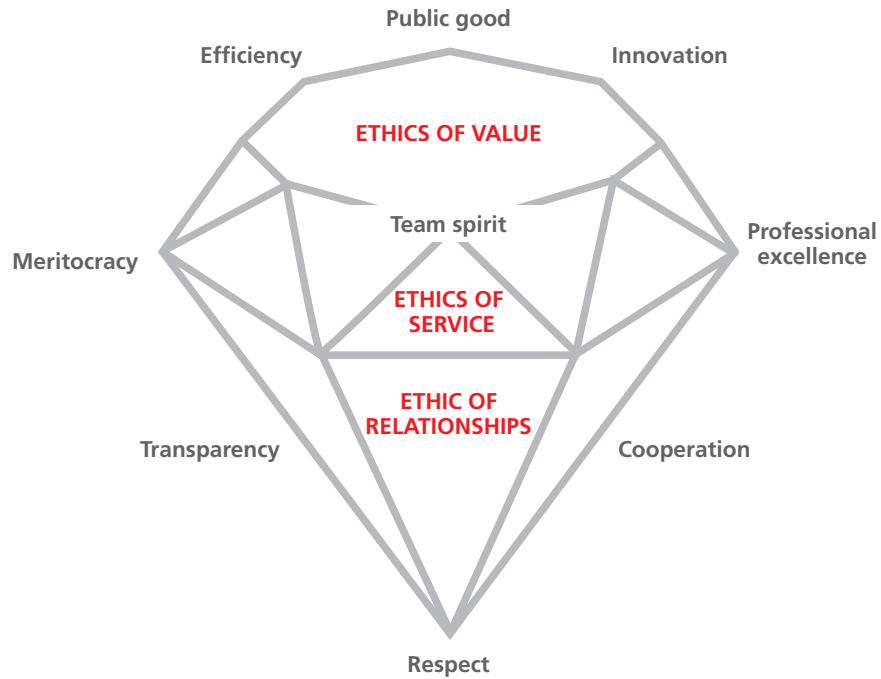 Public good
Efficiency
Innovation
ETHICS OF VALUE
Team spirit
Meritocracy
Professional
excellence
ETHICS OF
SERVICE
ETHIC OF
RELATIONSHIPS
Transparency
Cooperation
Respect